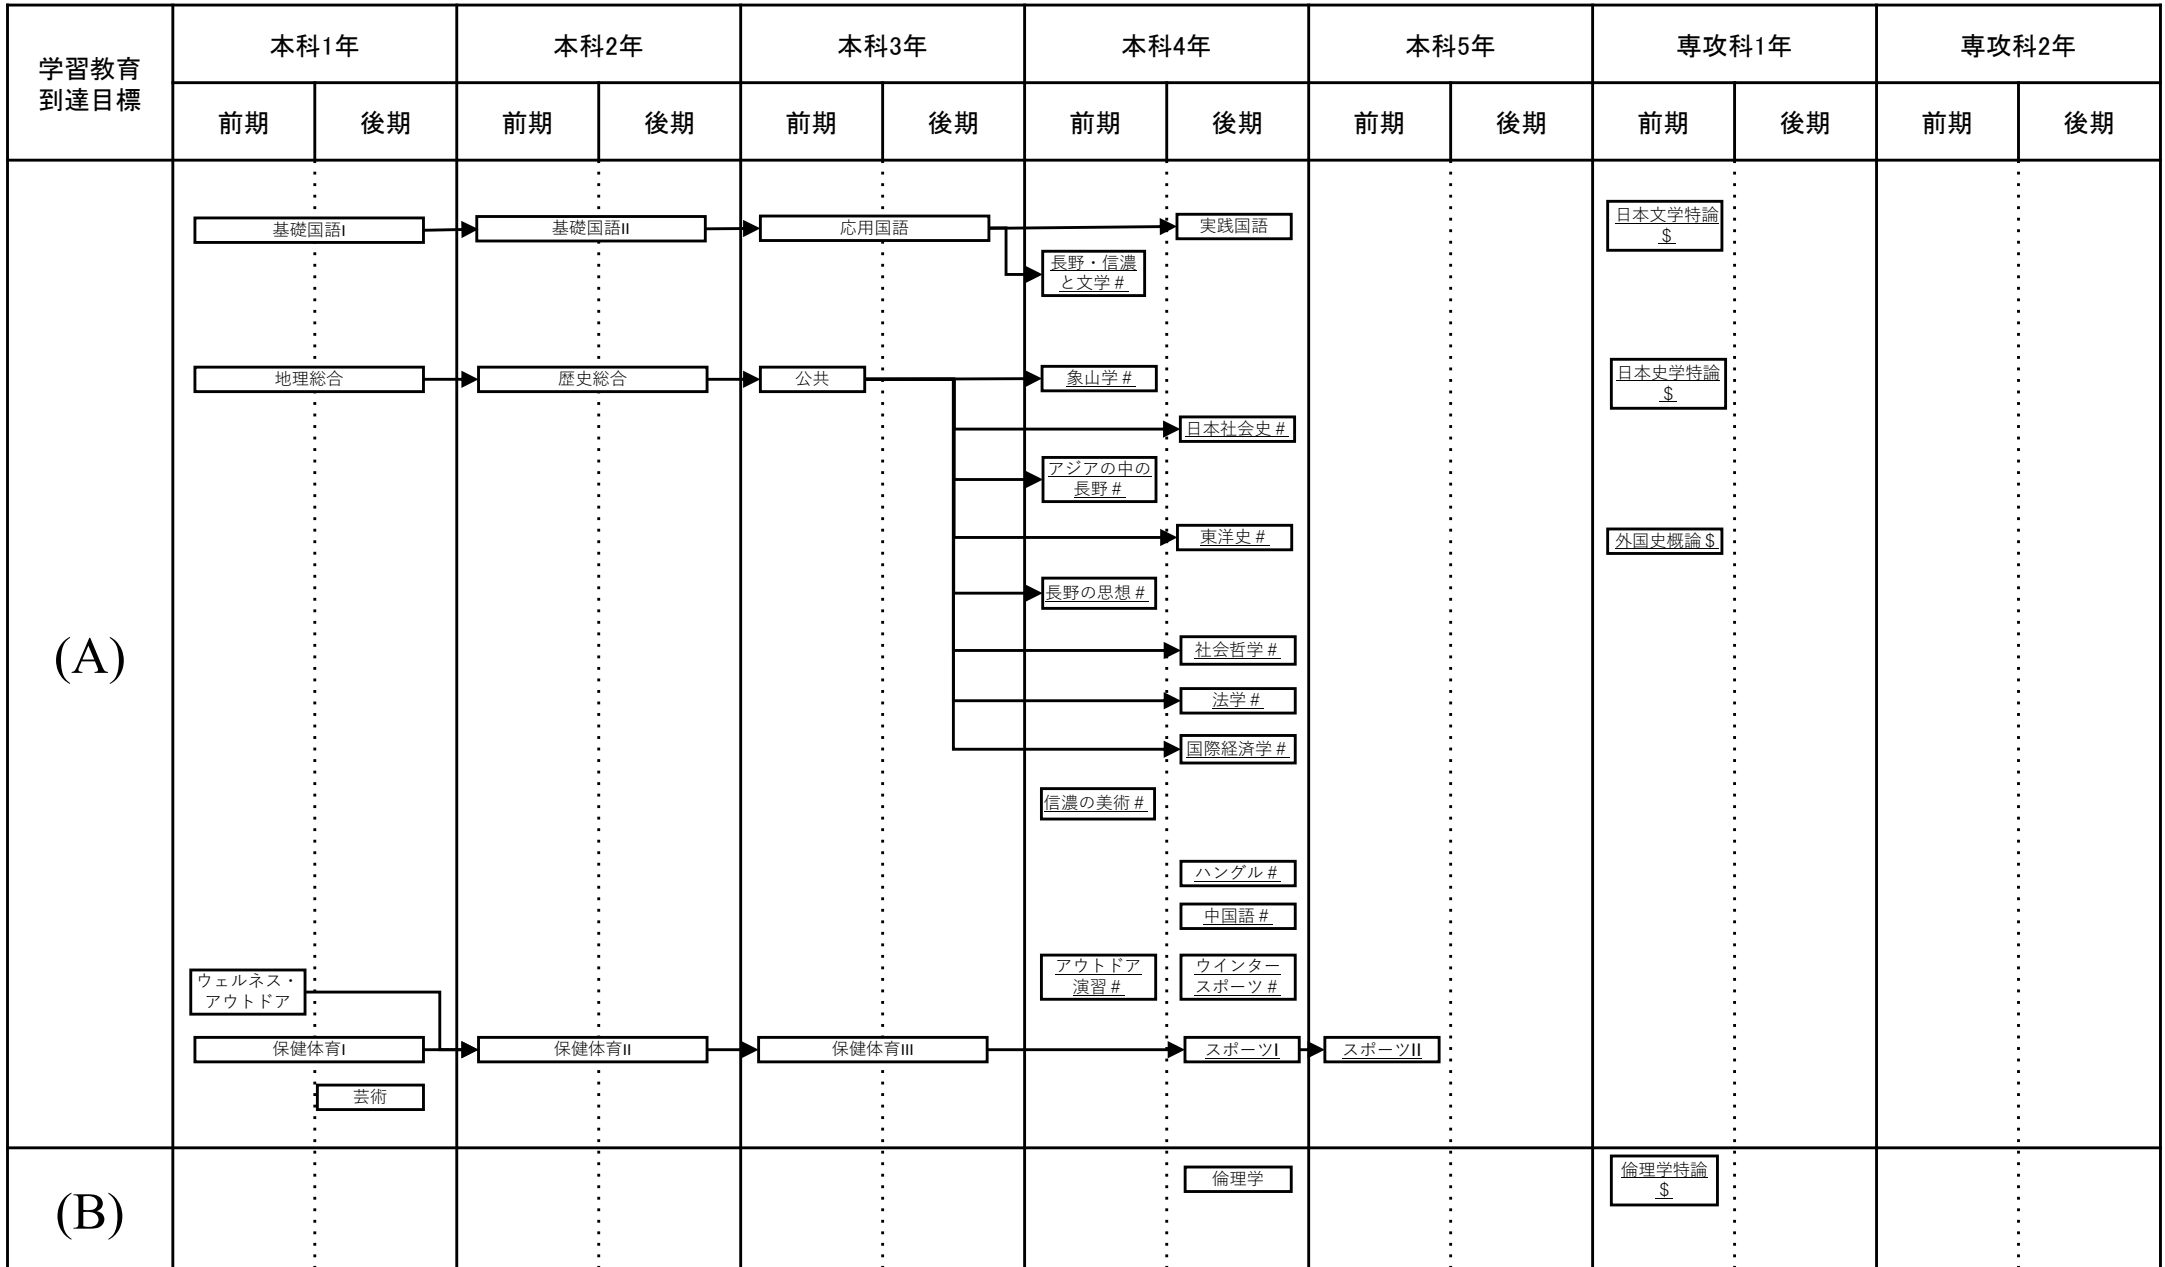 学習教育
到達目標
本科1年
本科2年
本科3年
本科4年
本科5年
専攻科1年
専攻科2年
前期
後期
前期
後期
前期
後期
前期
後期
前期
後期
前期
後期
前期
後期
(A)
基礎国語I
基礎国語II
応用国語
実践国語
日本文学特論
$
長野・信濃
と文学#
地理総合
歴史総合
公共
象山学#
日本史学特論
$
日本社会史#
アジアの中の
長野#
東洋史#
外国史概論$
長野の思想#
社会哲学#
法学#
国際経済学#
信濃の美術#
ハングル#
中国語#
ウェルネス・
アウトドア
アウトドア
演習#
ウインター
スポーツ#
保健体育I
保健体育II
保健体育III
スポーツI
スポーツII
芸術
(B)
倫理学
倫理学特論
$